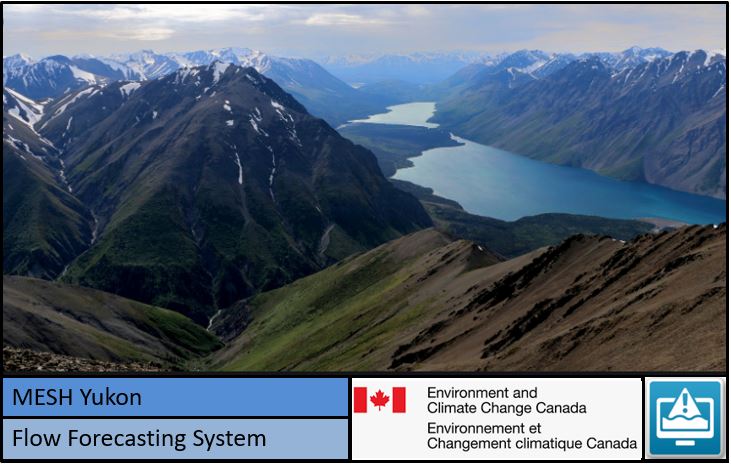 MESH Yukon
Flow Forecasting System
Environment and
Climate Change Canada
Environnement et
Changement climatique Canada